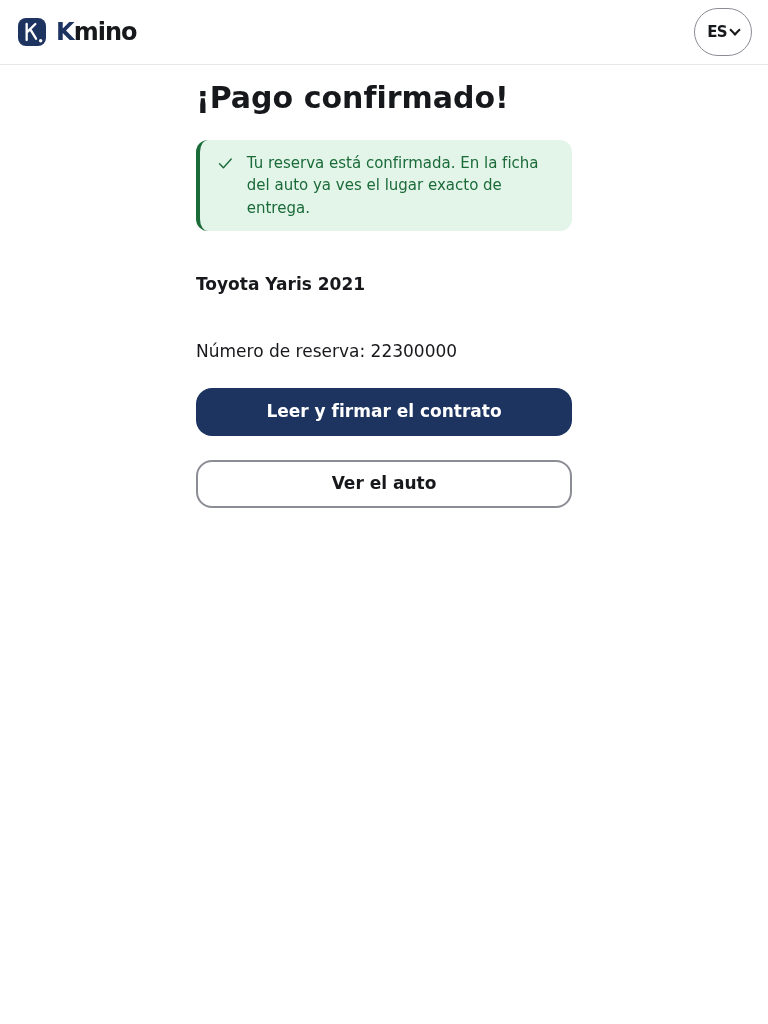 K. Kmino
ES
¡Pago confirmado!
Tu reserva está confirmada. En la ficha
del auto ya ves el lugar exacto de
entrega.
Toyota Yaris 2021
Número de reserva: 22300000
Leer y firmar el contrato
Ver el auto